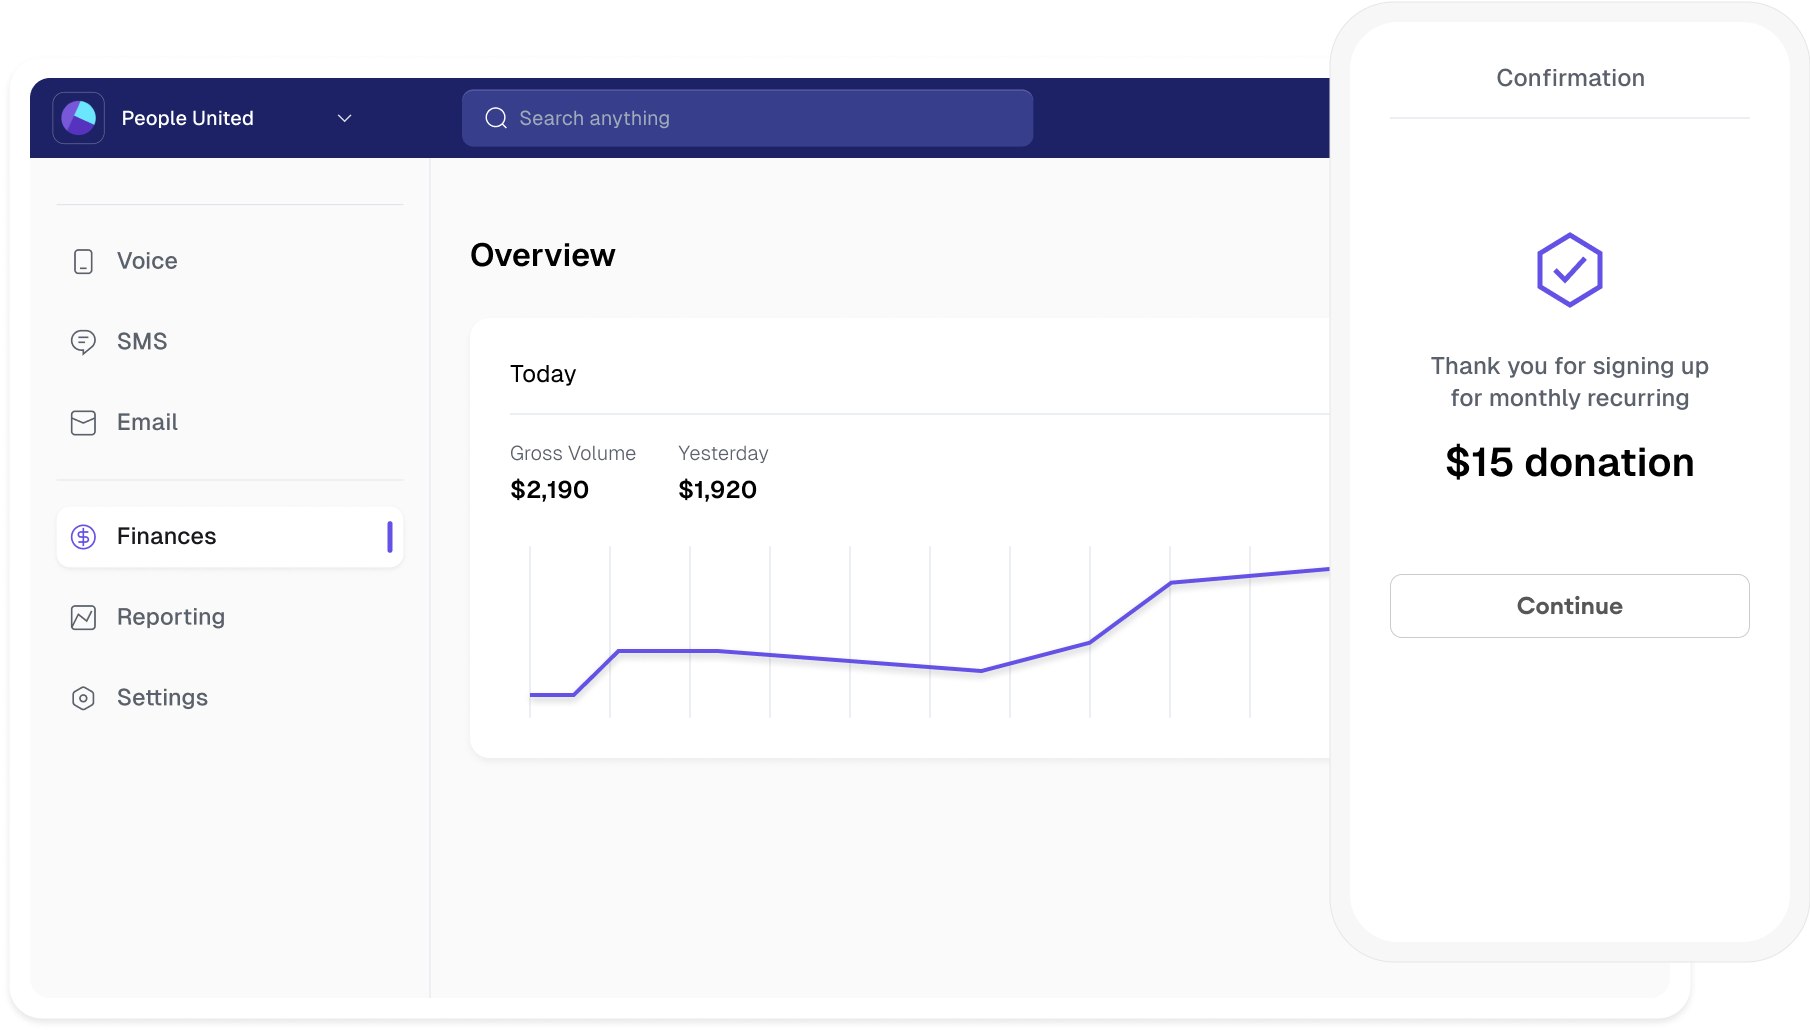 People United
Search anything
Voice
SMS
Email
Finances
Reporting
Settings
Overview
Today
Gross Volume
$2,190
Yesterday
$1,920
Confirmation
Thank you for signing up
for monthly recurring
$15 donation
Continue